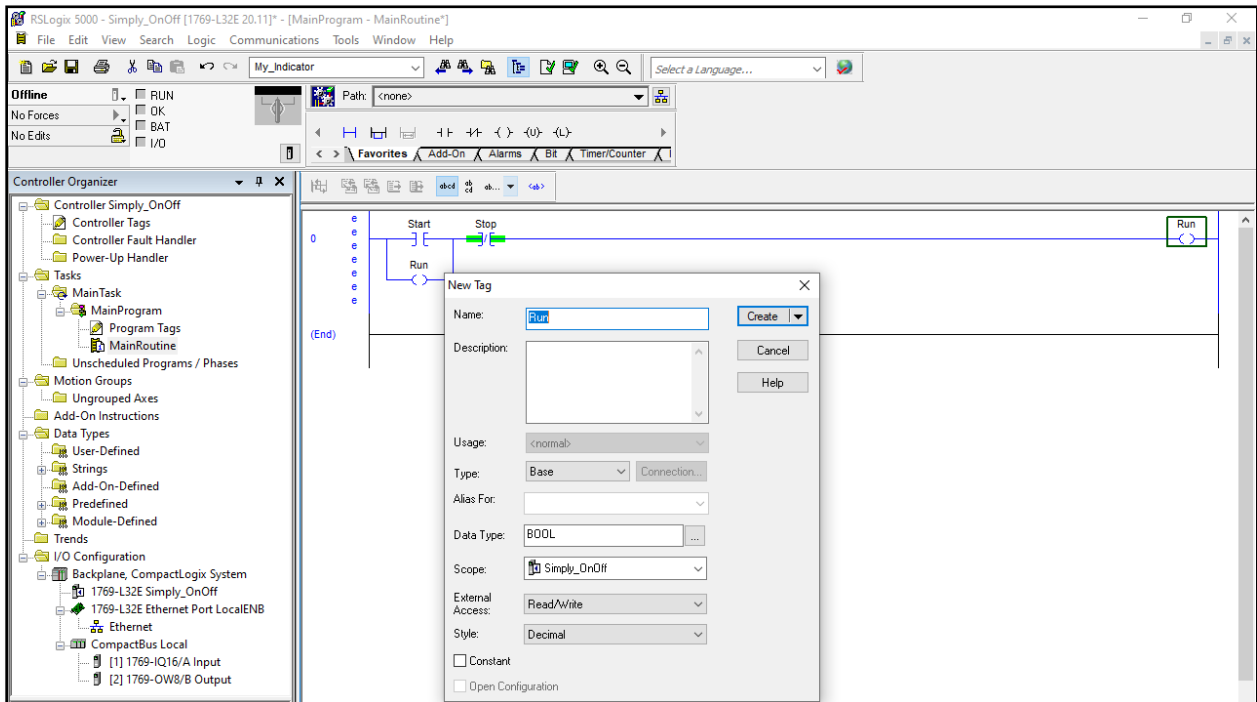 RSLogix 5000 - Simply_OnOff [1769-L32E 20.11]* - [MainProgram - MainRoutine*]
File Edit View Search Logic Communications Tools Window Help
My_Indicator
Select a Language...
Offline
RUN
Path: <none>
No Forces
OK
BAT
No Edits
I/O
Favorites Add-On Alarms Bit Timer/Counter
Controller Organizer
Controller Simply_OnOff
Controller Tags
Controller Fault Handler
Power-Up Handler
Tasks
MainTask
MainProgram
Program Tags
MainRoutine
Unscheduled Programs / Phases
Motion Groups
Ungrouped Axes
Add-On Instructions
Data Types
User-Defined
Strings
Add-On-Defined
Predefined
Module-Defined
Trends
I/O Configuration
Backplane, CompactLogix System
1769-L32E Simply_OnOff
1769-L32E Ethernet Port LocalENB
Ethernet
CompactBus Local
[1] 1769-IQ16/A Input
[2] 1769-OW8/B Output
abcd ab cd ab... <ab>
0
e
e
e
e
e
e
e
Start
Stop
Run
Run
(End)
New Tag
Name: Run
Create
Description:
Cancel
Help
Usage: <normal>
Type: Base Connection...
Alias For:
Data Type: BOOL ...
Scope: Simply_OnOff
External Access: Read/Write
Style: Decimal
Constant
Open Configuration